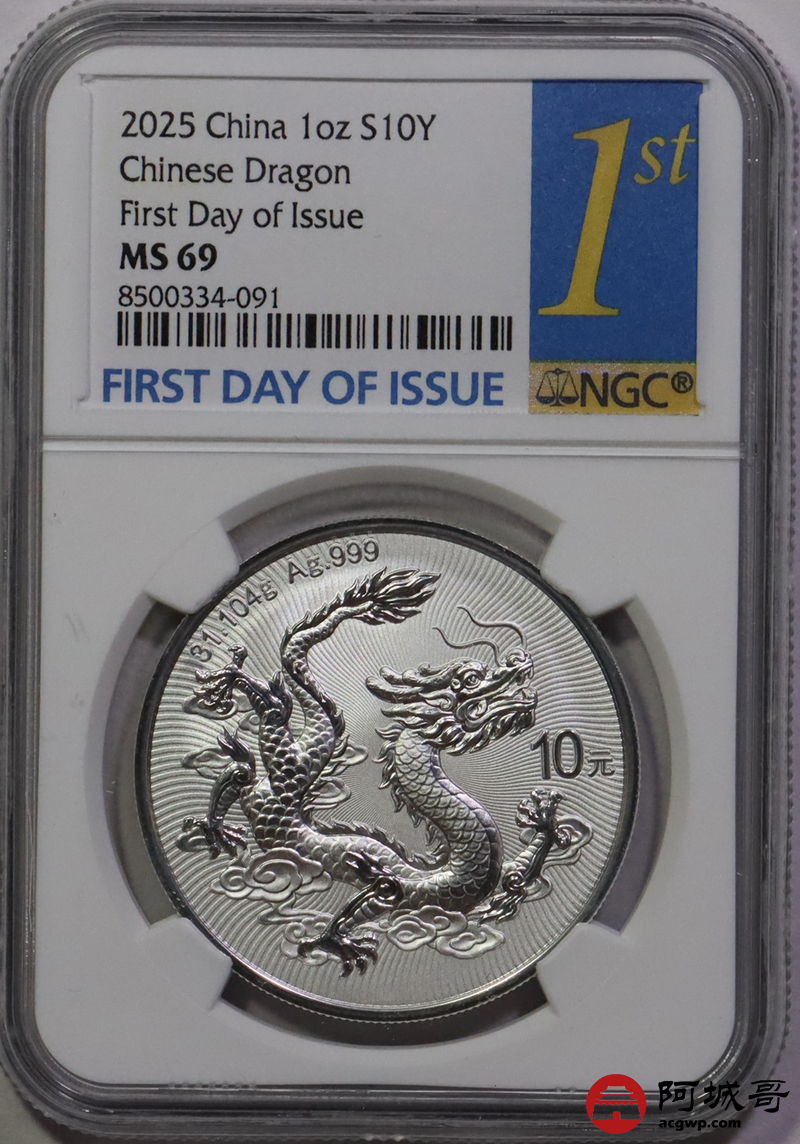 2025 China 1oz S10Y
Chinese Dragon
First Day of Issue
MS 69
8500334-091
FIRST DAY OF ISSUE
1st
NGC®
31.104g Ag.999
10元
阿城哥
acgwp.com